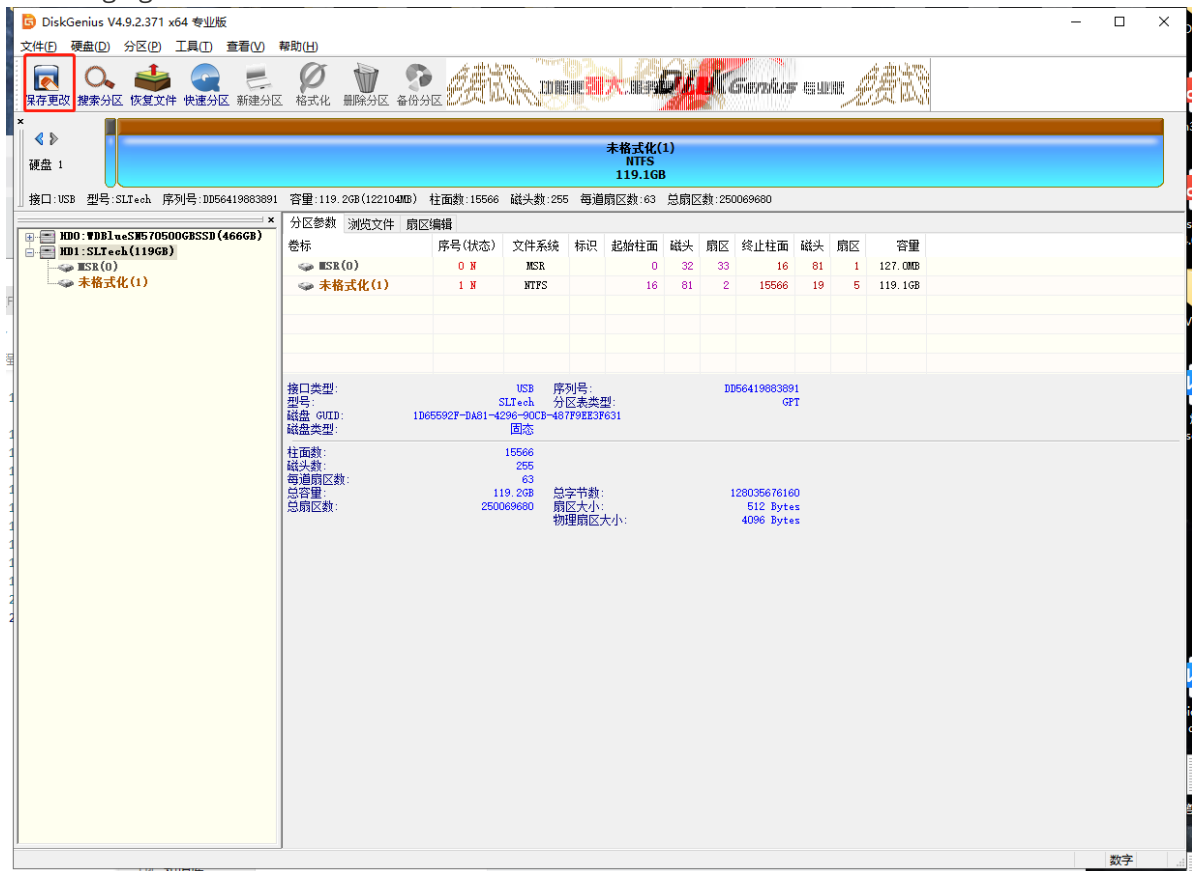 DiskGenius V4.9.2.371 x64 专业版
文件(F) 硬盘(D) 分区(P) 工具(T) 查看(V) 帮助(H)
保存更改 搜索分区 恢复文件 快速分区 新建分区 格式化 删除分区 备份分区
硬盘 1
未格式化(1)
NTFS
119.1GB
接口:USB 型号:SLTech 序列号:DD56419883891 容量:119.2GB(122104MB) 柱面数:15566 磁头数:255 每道扇区数:63 总扇区数:250069680
HD0:WDBlueSN570500GBSSD(466GB)
HD1:SLTech(119GB)
MSR(0)
未格式化(1)
分区参数 浏览文件 扇区编辑
卷标 序号(状态) 文件系统 标识 起始柱面 磁头 扇区 终止柱面 磁头 扇区 容量
MSR(0) 0 N MSR 0 32 33 16 81 1 127.0MB
未格式化(1) 1 N NTFS 16 81 2 15566 19 5 119.1GB
接口类型: USB 序列号: DD56419883891
型号: SLTech 分区表类型: GPT
磁盘 GUID: 1D65592F-DA81-4296-90CB-487F9EE3F631
磁盘类型: 固态
柱面数: 15566
磁头数: 255
每道扇区数: 63
总容量: 119.2GB 总字节数: 128035676160
总扇区数: 250069680 扇区大小: 512 Bytes
物理扇区大小: 4096 Bytes
数字